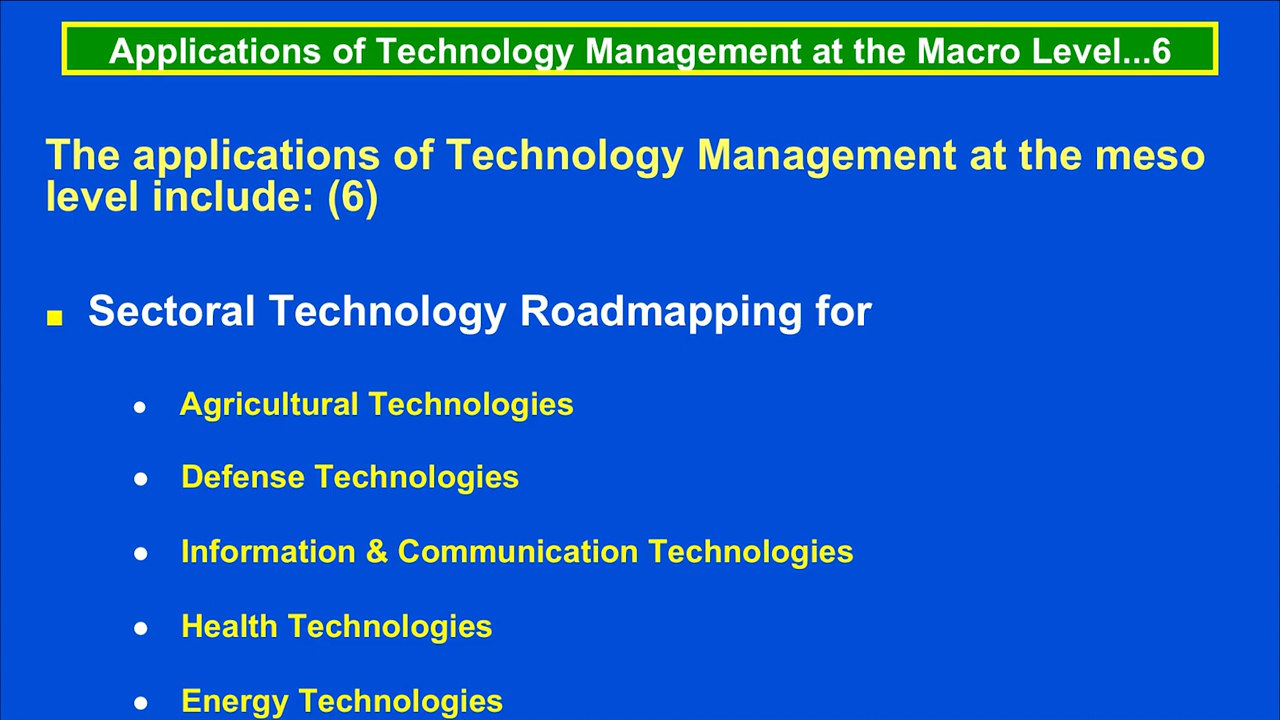 Applications of Technology Management at the Macro Level...6
The applications of Technology Management at the meso
level include: (6)
Sectoral Technology Roadmapping for
Agricultural Technologies
Defense Technologies
Information & Communication Technologies
Health Technologies
Energy Technologies